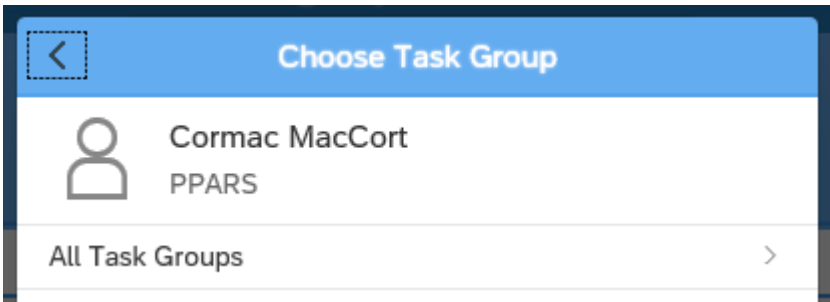 Choose Task Group
Cormac MacCort
PPARS
All Task Groups